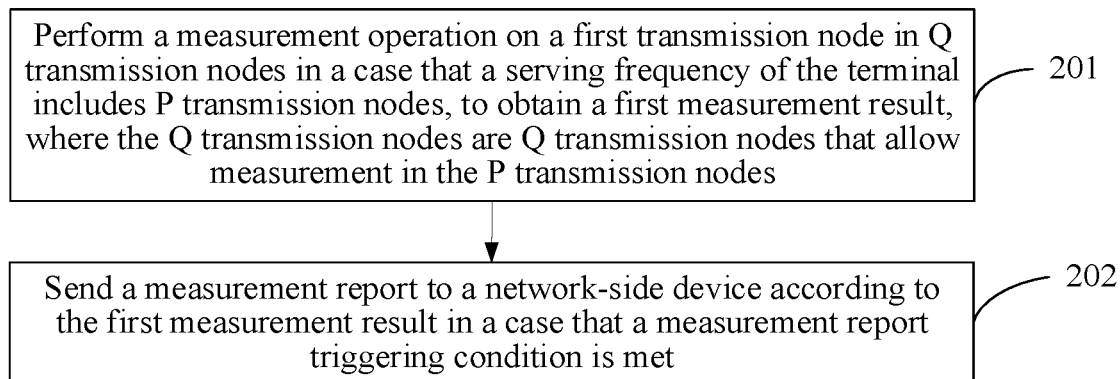 Perform a measurement operation on a first transmission node in Q
transmission nodes in a case that a serving frequency of the terminal
includes P transmission nodes, to obtain a first measurement result,
where the Q transmission nodes are Q transmission nodes that allow
measurement in the P transmission nodes
201
Send a measurement report to a network-side device according to
the first measurement result in a case that a measurement report
triggering condition is met
202